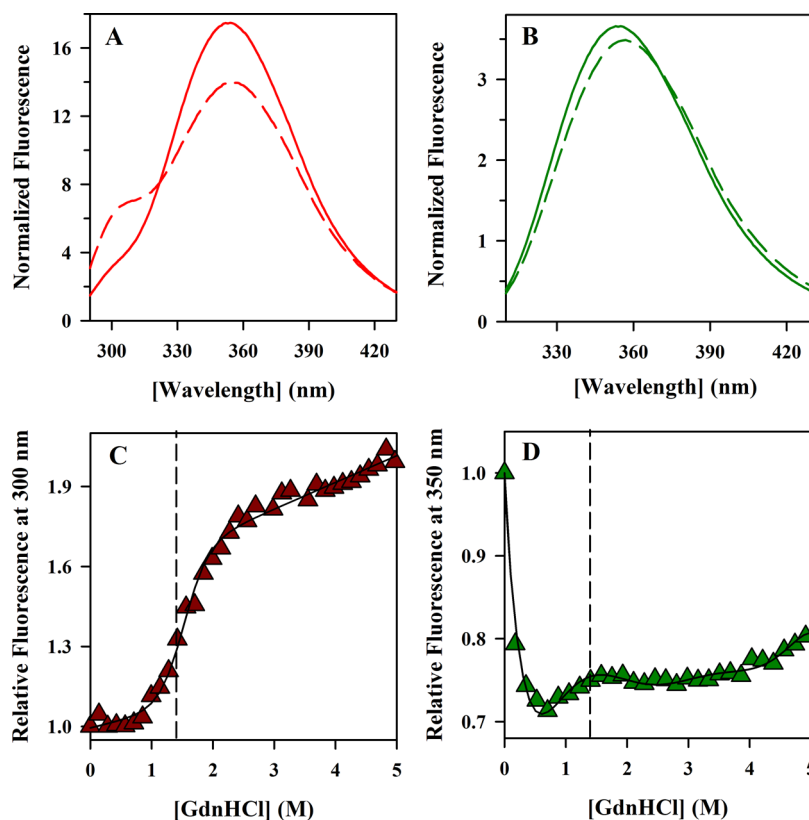 A
Normalized Fluorescence
16
12
8
4
0
300 330 360 390 420
[Wavelength] (nm)
B
Normalized Fluorescence
3
2
1
0
330 360 390 420
[Wavelength] (nm)
C
Relative Fluorescence at 300 nm
1.9
1.6
1.3
1.0
0 1 2 3 4 5
[GdnHCl] (M)
D
Relative Fluorescence at 350 nm
1.0
0.9
0.8
0.7
0 1 2 3 4 5
[GdnHCl] (M)